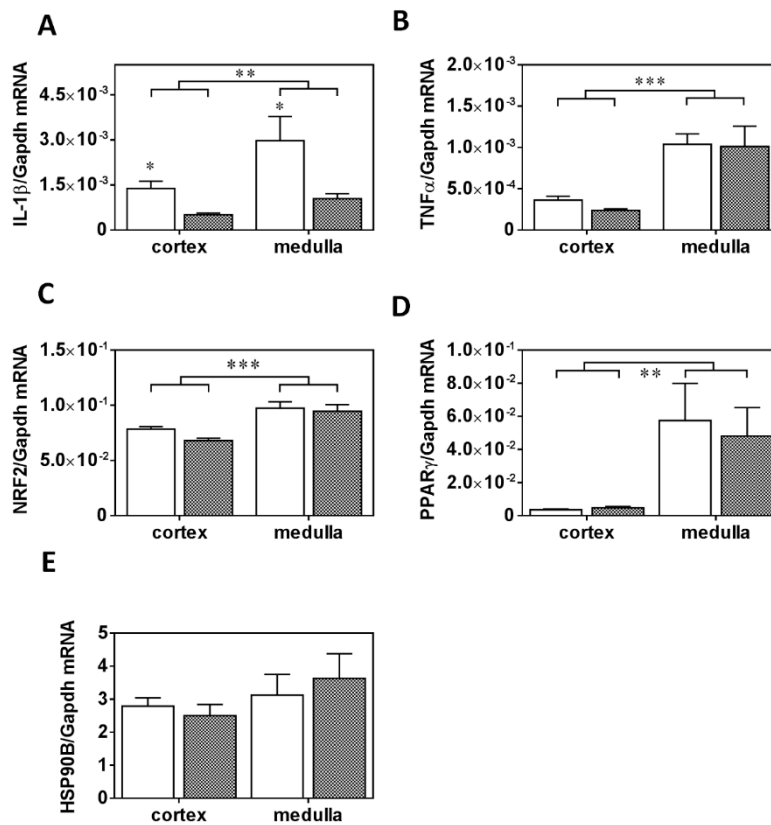 A
IL-1β/Gapdh mRNA
4.5×10⁻³
3.0×10⁻³
1.5×10⁻³
0
**
*
*
cortex medulla
B
TNFα/Gapdh mRNA
2.0×10⁻³
1.5×10⁻³
1.0×10⁻³
5.0×10⁻⁴
0
***
cortex medulla
C
NRF2/Gapdh mRNA
1.5×10⁻¹
1.0×10⁻¹
5.0×10⁻²
0
***
cortex medulla
D
PPARγ/Gapdh mRNA
1.0×10⁻¹
8.0×10⁻²
6.0×10⁻²
4.0×10⁻²
2.0×10⁻²
0
**
cortex medulla
E
HSP90B/Gapdh mRNA
5
4
3
2
1
0
cortex medulla